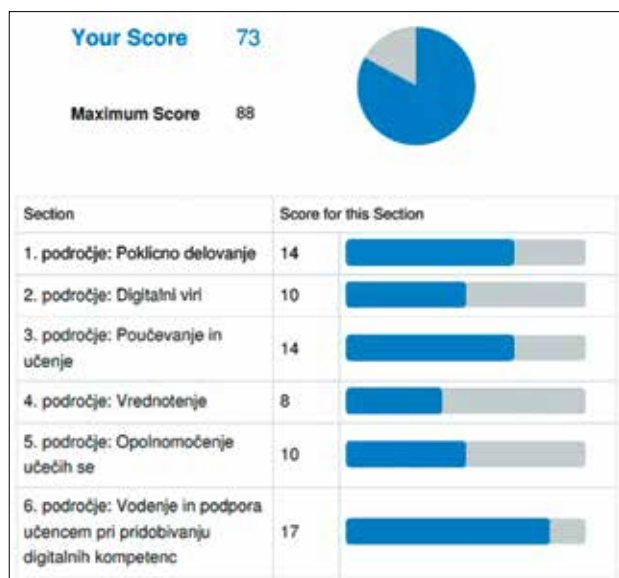 Your Score 73
Maximum Score 88
Section Score for this Section
1. področje: Poklicno delovanje 14
2. področje: Digitalni viri 10
3. področje: Poučevanje in
učenje 14
4. področje: Vrednotenje 8
5. področje: Opolnomočenje
učečih se 10
6. področje: Vodenje in podpora
učencem pri pridobivanju 17
digitalnih kompetenc